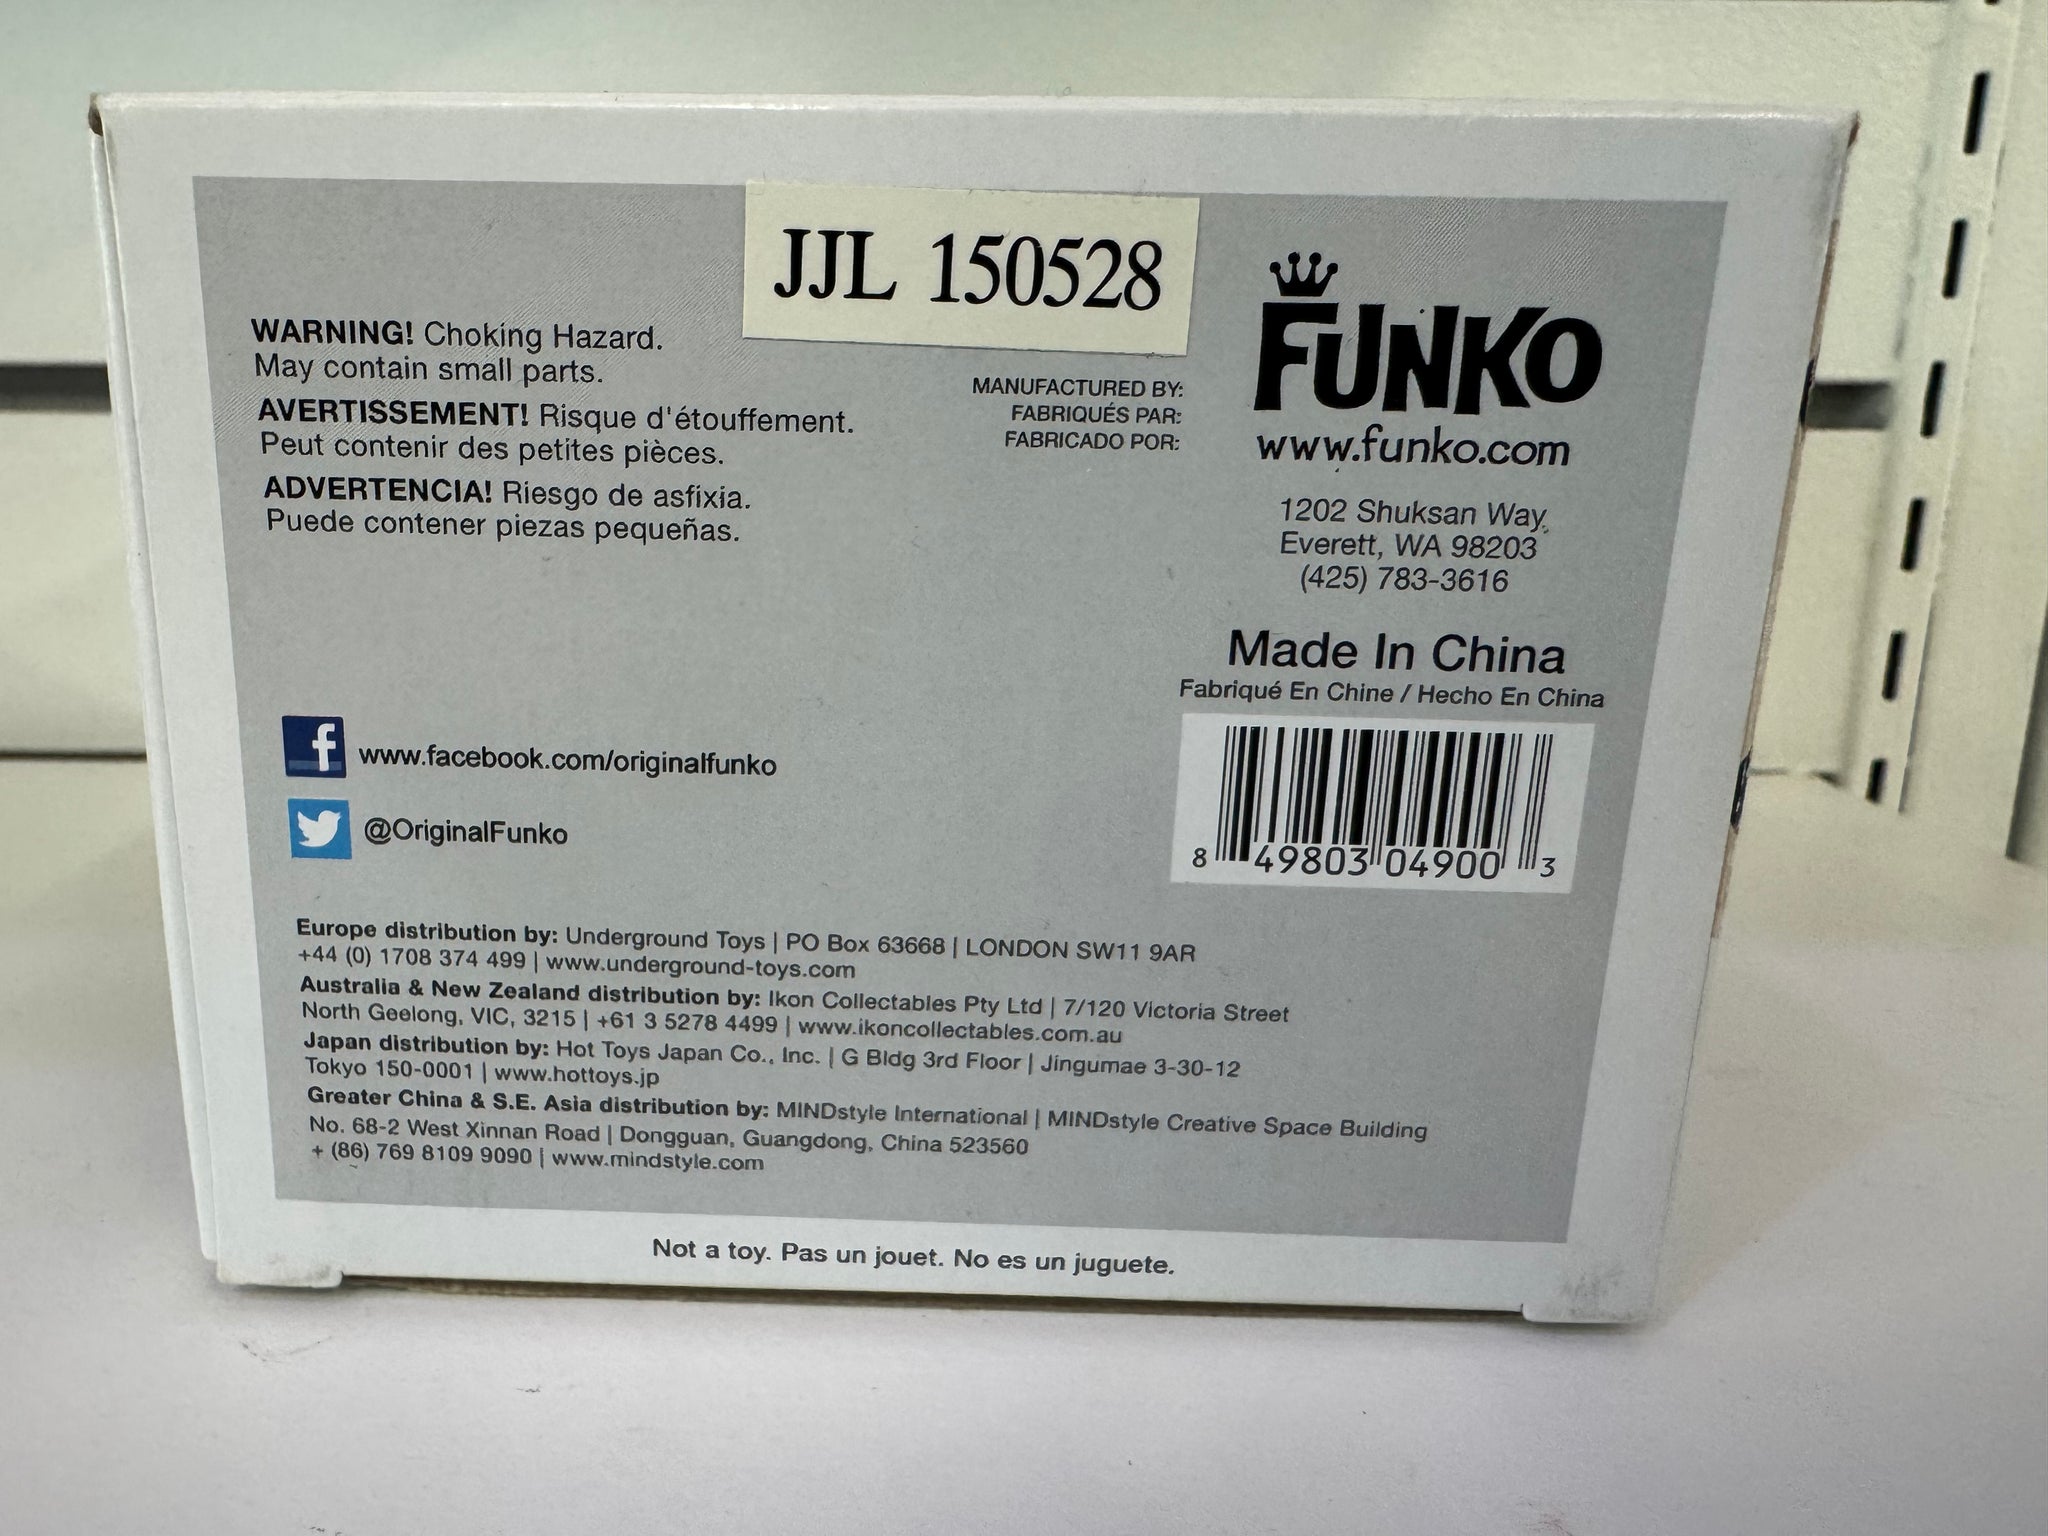 JJL 150528
WARNING! Choking Hazard.
May contain small parts.
AVERTISSEMENT! Risque d'étouffement.
Peut contenir des petites pièces.
ADVERTENCIA! Riesgo de asfixia.
Puede contener piezas pequeñas.
MANUFACTURED BY:
FABRIQUÉS PAR:
FABRICADO POR:
FUNKO
www.funko.com
1202 Shuksan Way,
Everett, WA 98203
(425) 783-3616
Made In China
Fabriqué En Chine / Hecho En China
8 49803 04900 3
f www.facebook.com/originalfunko
@OriginalFunko
Europe distribution by: Underground Toys | PO Box 63668 | LONDON SW11 9AR
+44 (0) 1708 374 499 | www.underground-toys.com
Australia & New Zealand distribution by: Ikon Collectables Pty Ltd | 7/120 Victoria Street
North Geelong, VIC, 3215 | +61 3 5278 4499 | www.ikoncollectables.com.au
Japan distribution by: Hot Toys Japan Co., Inc. | G Bldg 3rd Floor | Jingumae 3-30-12
Tokyo 150-0001 | www.hottoys.jp
Greater China & S.E. Asia distribution by: MINDstyle International | MINDstyle Creative Space Building
No. 68-2 West Xinnan Road | Dongguan, Guangdong, China 523560
+ (86) 769 8109 9090 | www.mindstyle.com
Not a toy. Pas un jouet. No es un juguete.